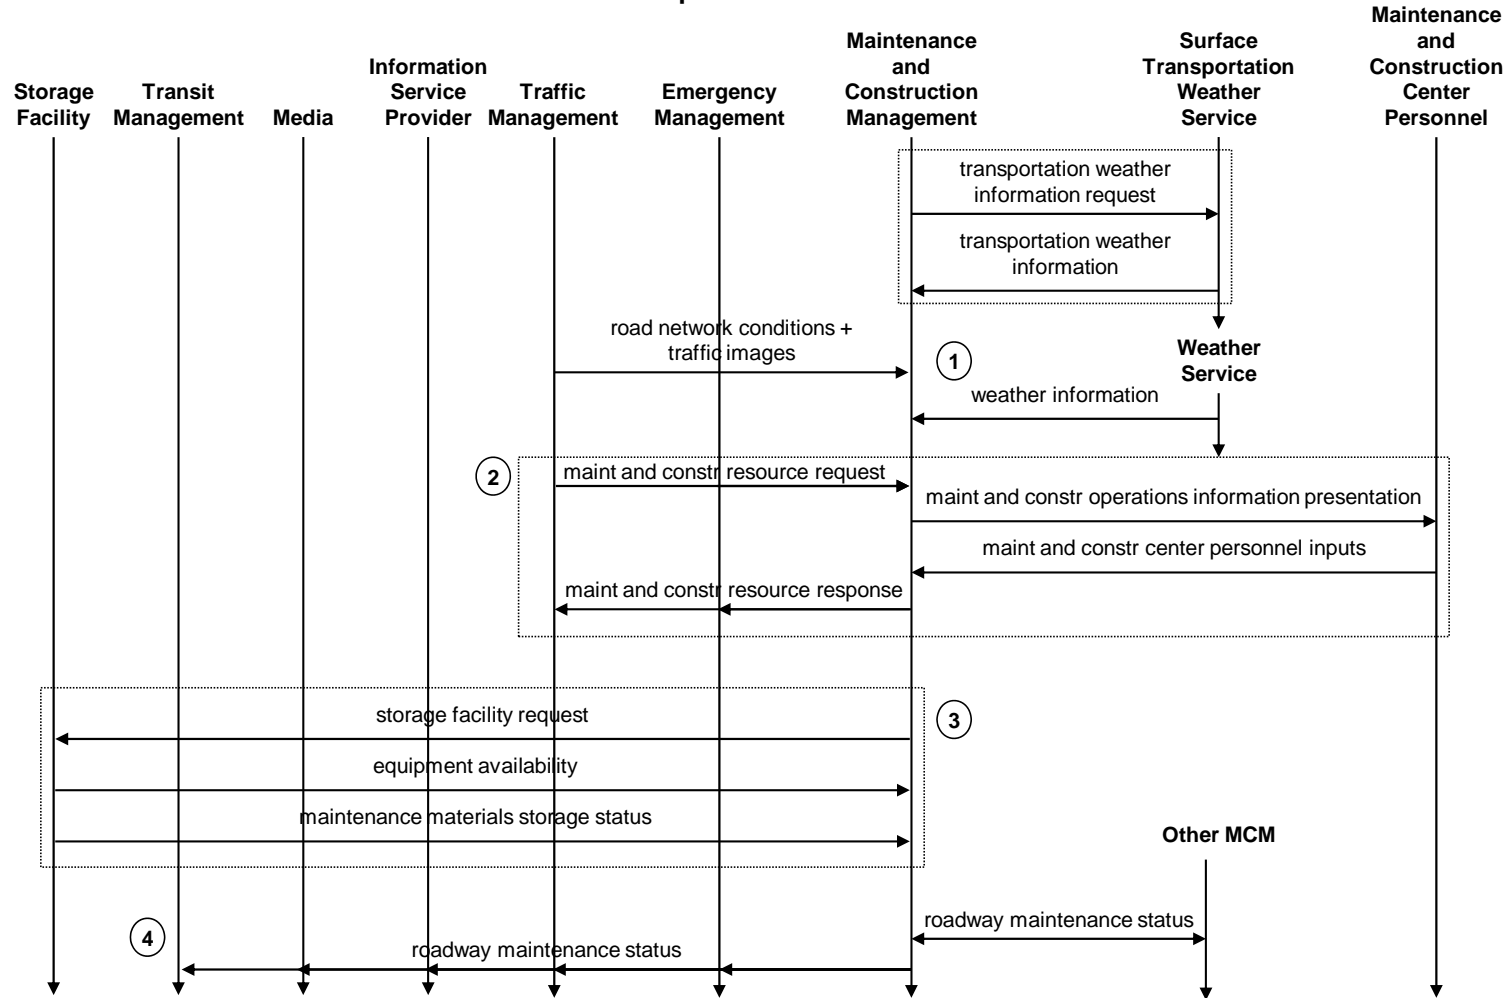 Maintenance
and
Construction
Center
Personnel
Maintenance
and
Construction
Management
Surface
Transportation
Weather
Service
Information
Service
Provider
Storage
Facility
Transit
Management
Media
Traffic
Management
Emergency
Management
transportation weather
information request
transportation weather
information
road network conditions +
traffic images
1
Weather
Service
weather information
2
maint and constr resource request
maint and constr operations information presentation
maint and constr center personnel inputs
maint and constr resource response
storage facility request
3
equipment availability
maintenance materials storage status
Other MCM
roadway maintenance status
4
roadway maintenance status